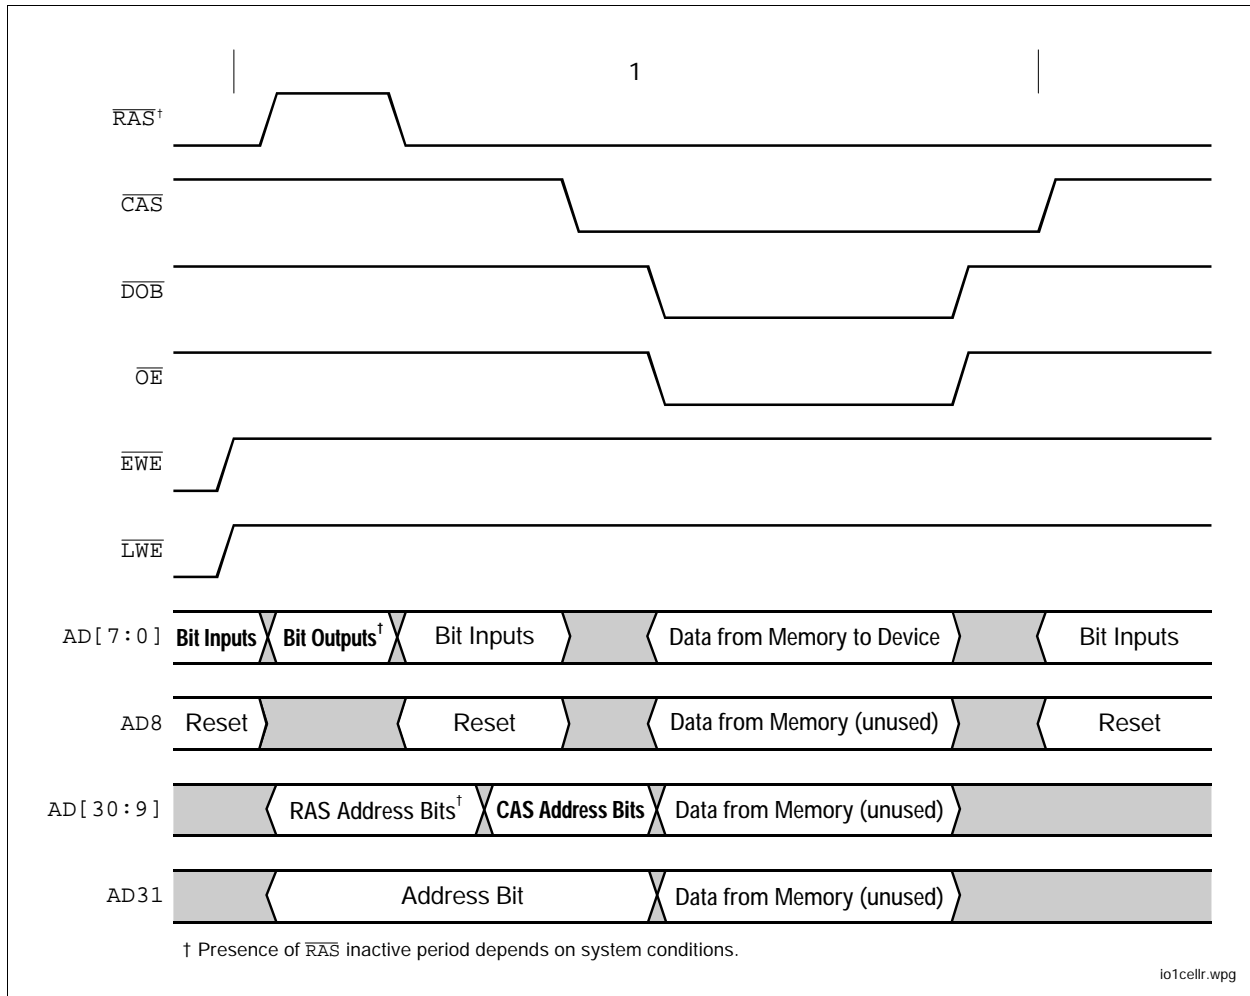 1
RAS†
CAS
DOB
OE
EWE
LWE
AD[7:0] Bit Inputs Bit Outputs† Bit Inputs Data from Memory to Device Bit Inputs
AD8 Reset Reset Data from Memory (unused) Reset
AD[30:9] RAS Address Bits† CAS Address Bits Data from Memory (unused)
AD31 Address Bit Data from Memory (unused)
† Presence of RAS inactive period depends on system conditions.
io1cellr.wpg